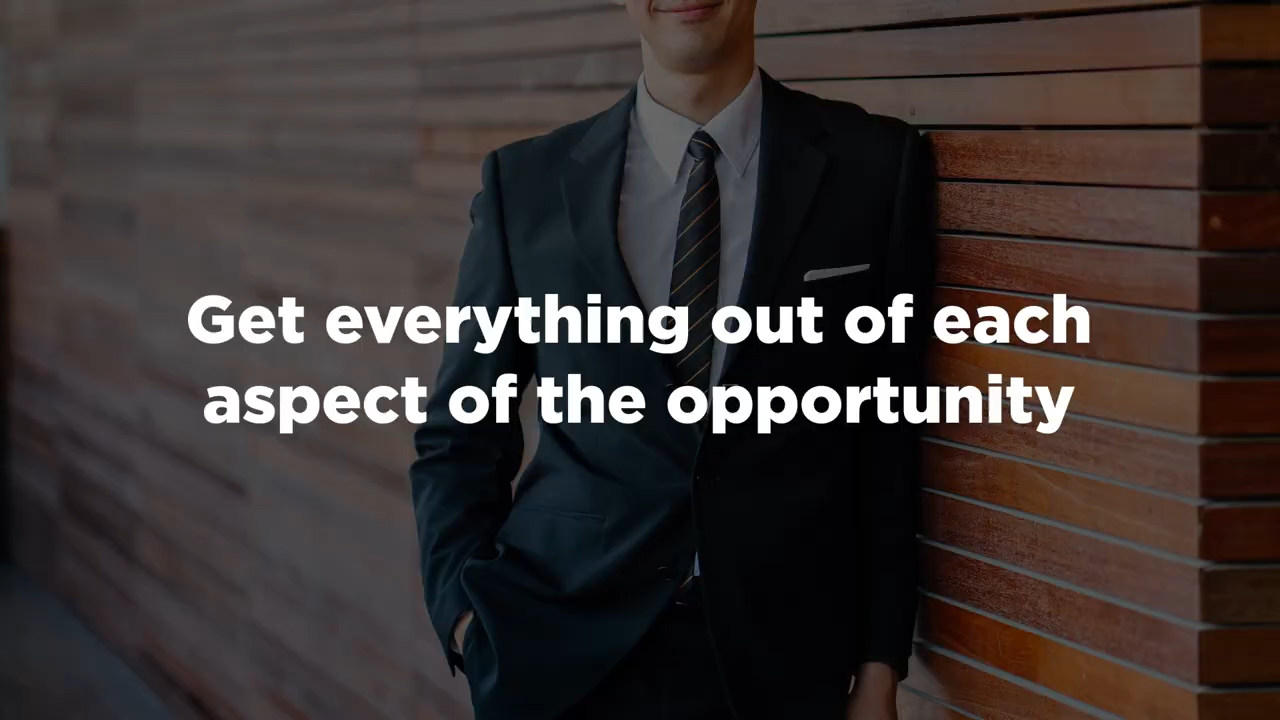 Get everything out of each
aspect of the opportunity